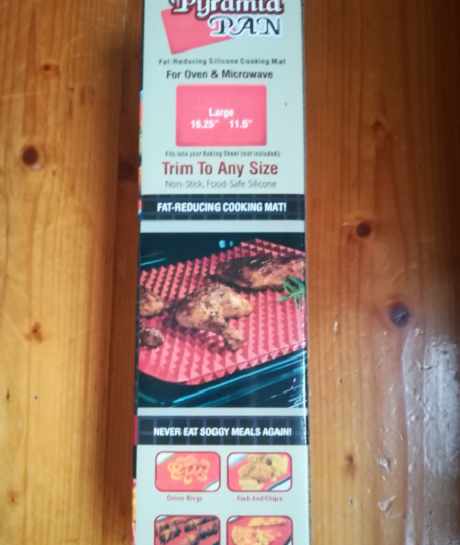 Pyramid
PAN
Fat-Reducing Silicone Cooking Mat
For Oven & Microwave
Large
16.25" 11.5"
Fits into your Baking Sheet (not included)
Trim To Any Size
Non-Stick, Food-Safe Silicone
FAT-REDUCING COOKING MAT!
NEVER EAT SOGGY MEALS AGAIN!
Onion Rings
Fish And Chips